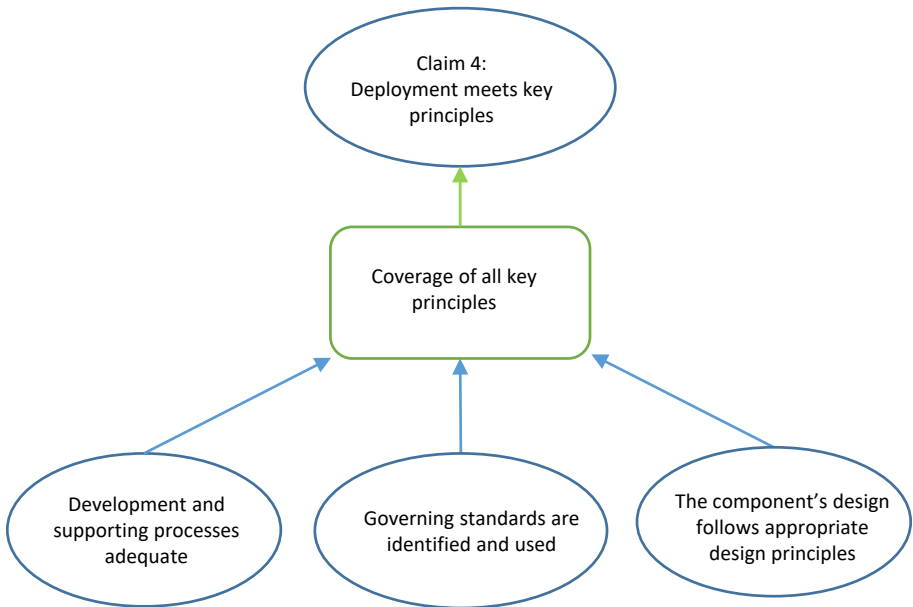 Claim 4:
Deployment meets key
principles
Coverage of all key
principles
Development and
supporting processes
adequate
Governing standards are
identified and used
The component’s design
follows appropriate
design principles